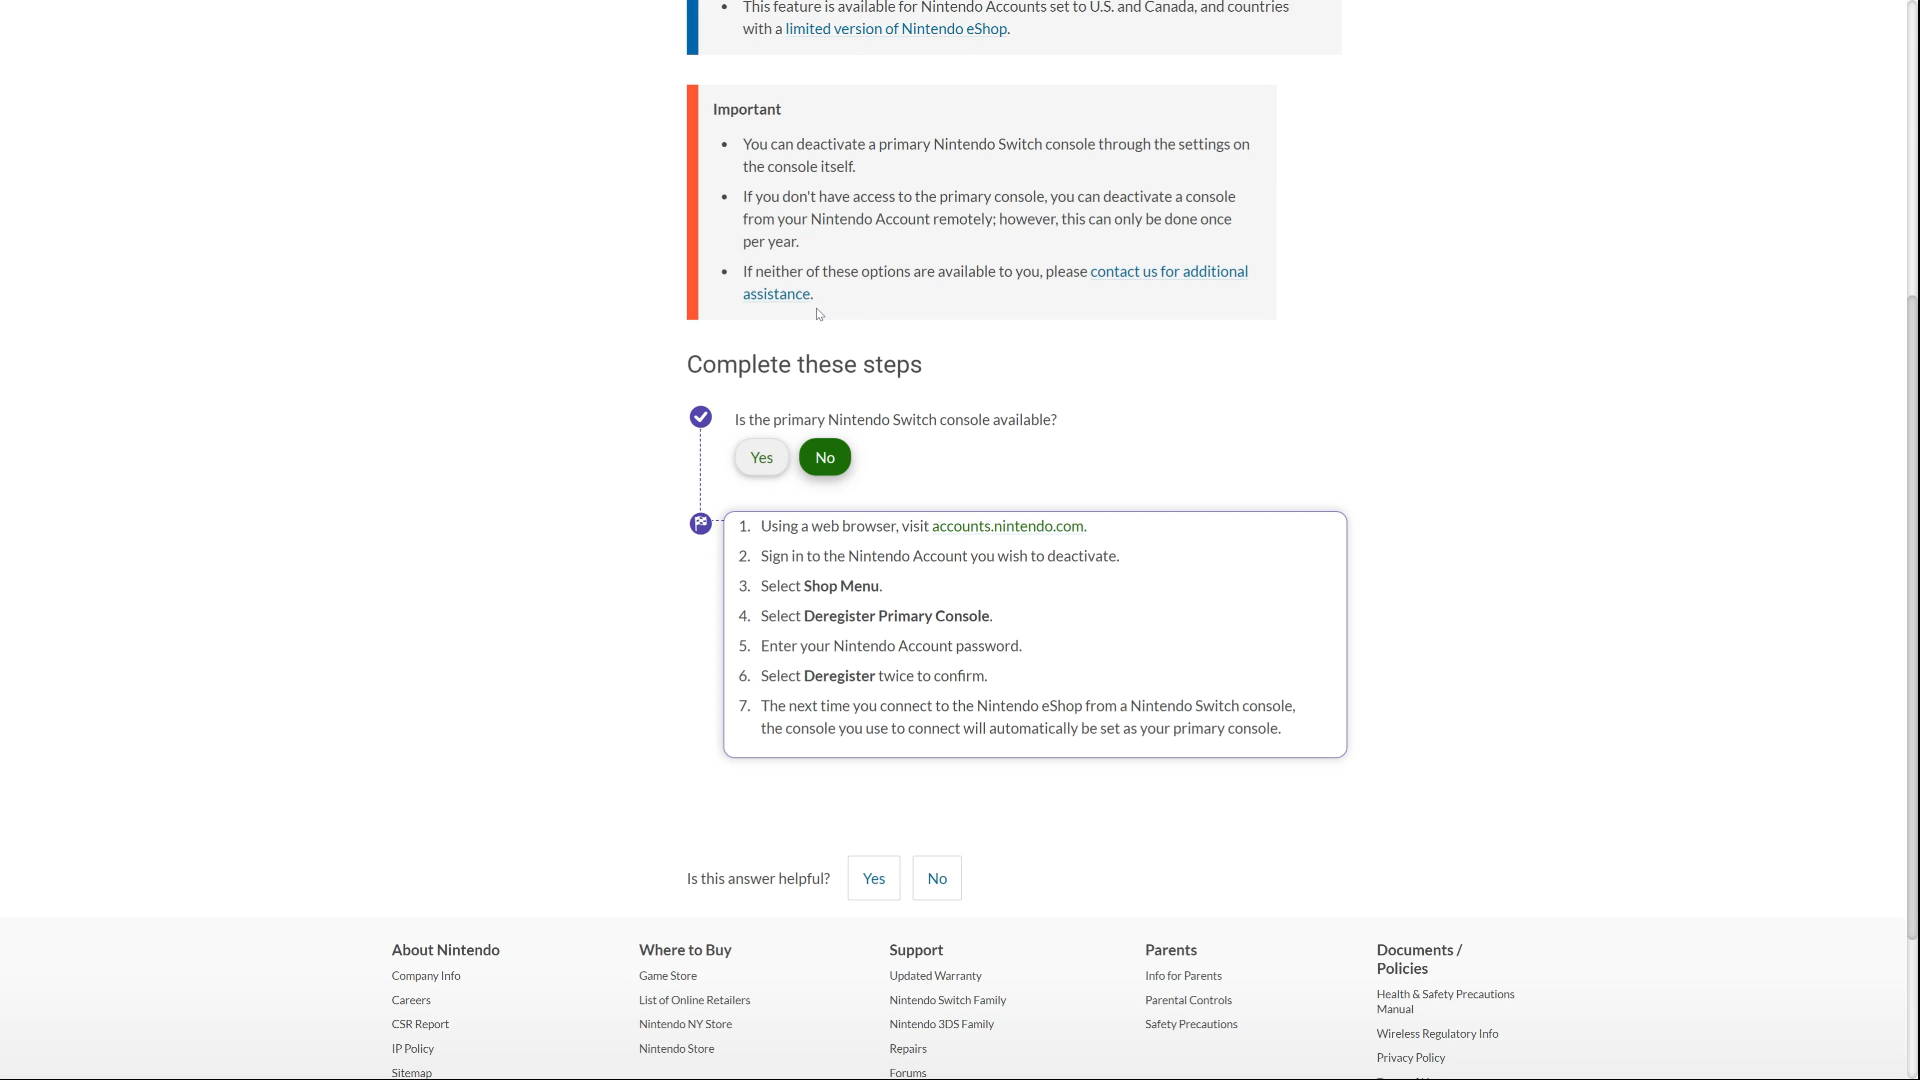 • This feature is available for Nintendo Accounts set to U.S. and Canada, and countries
with a limited version of Nintendo eShop.
Important
• You can deactivate a primary Nintendo Switch console through the settings on
the console itself.
• If you don't have access to the primary console, you can deactivate a console
from your Nintendo Account remotely; however, this can only be done once
per year.
• If neither of these options are available to you, please contact us for additional
assistance.
Complete these steps
Is the primary Nintendo Switch console available?
Yes No
1. Using a web browser, visit accounts.nintendo.com.
2. Sign in to the Nintendo Account you wish to deactivate.
3. Select Shop Menu.
4. Select Deregister Primary Console.
5. Enter your Nintendo Account password.
6. Select Deregister twice to confirm.
7. The next time you connect to the Nintendo eShop from a Nintendo Switch console,
the console you use to connect will automatically be set as your primary console.
Is this answer helpful? Yes No
About Nintendo
Company Info
Careers
CSR Report
IP Policy
Sitemap
Where to Buy
Game Store
List of Online Retailers
Nintendo NY Store
Nintendo Store
Support
Updated Warranty
Nintendo Switch Family
Nintendo 3DS Family
Repairs
Forums
Parents
Info for Parents
Parental Controls
Safety Precautions
Documents /
Policies
Health & Safety Precautions
Manual
Wireless Regulatory Info
Privacy Policy